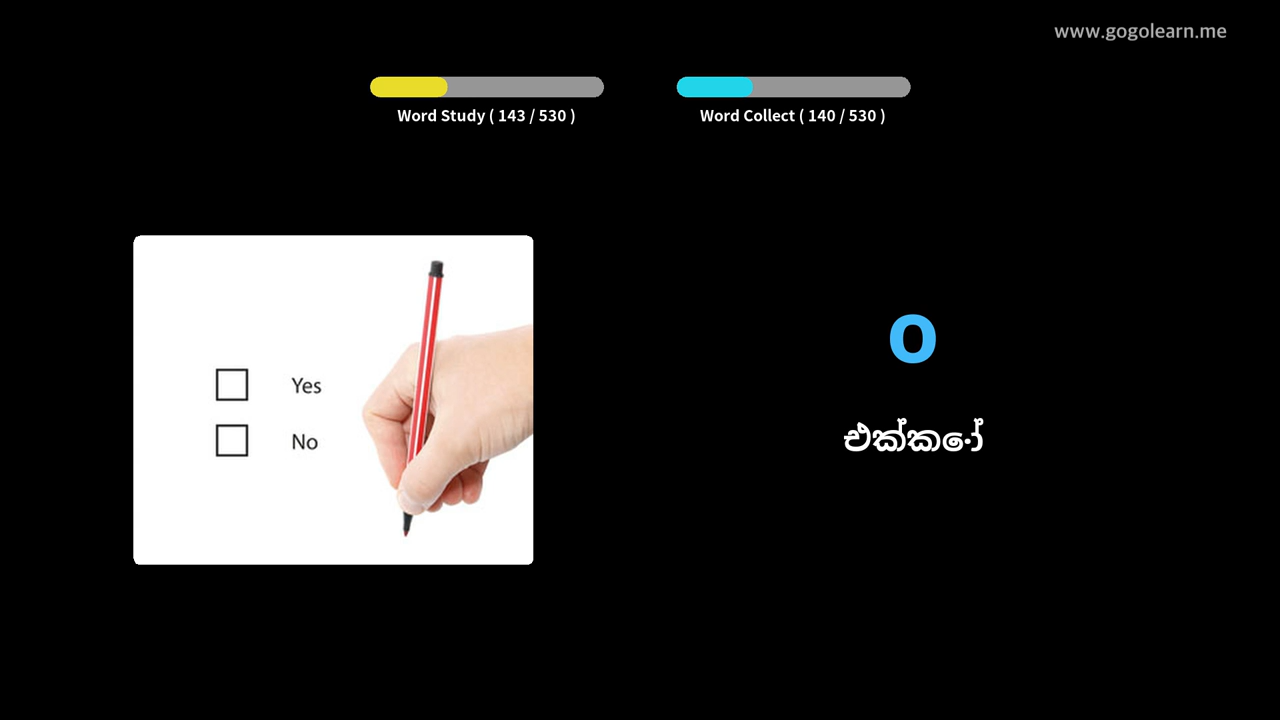 www.gogolearn.me
Word Study ( 143 / 530 )
Word Collect ( 140 / 530 )
Yes
No
o
එක්කෝ